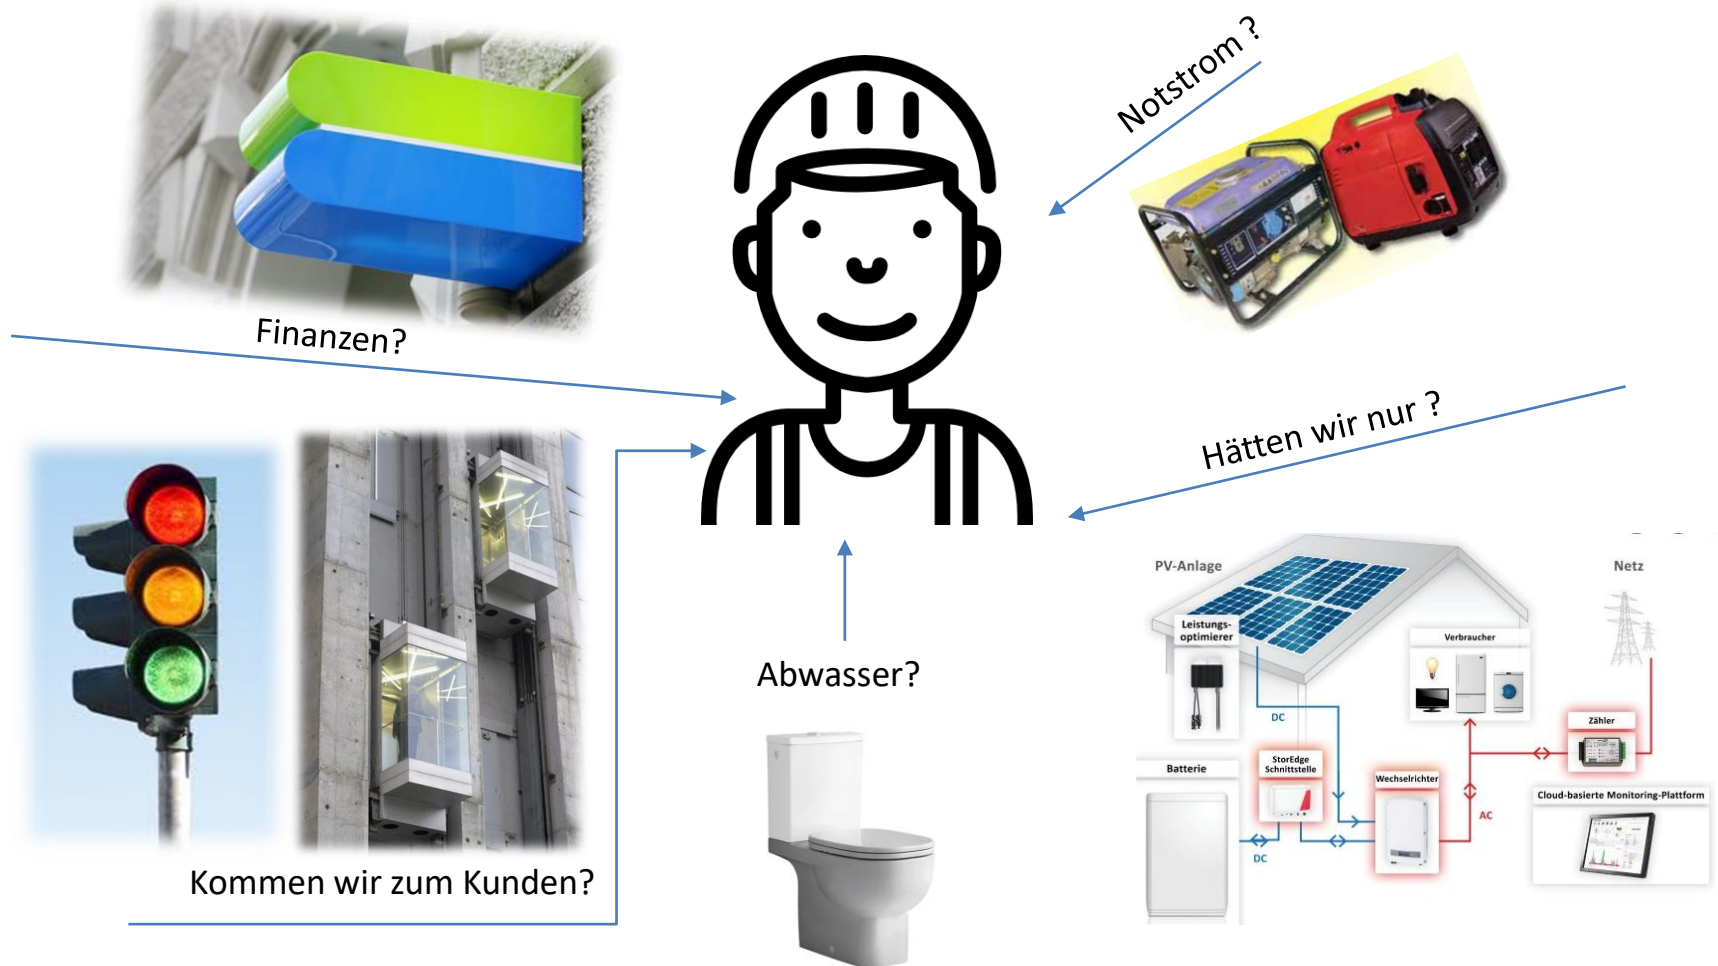 Notstrom ?
Finanzen?
Hätten wir nur ?
Kommen wir zum Kunden?
Abwasser?
PV-Anlage
Netz
Leistungs-
optimierer
Verbraucher
DC
Zähler
Batterie
StorEdge
Schnittstelle
Wechselrichter
Cloud-basierte Monitoring-Plattform
AC
DC